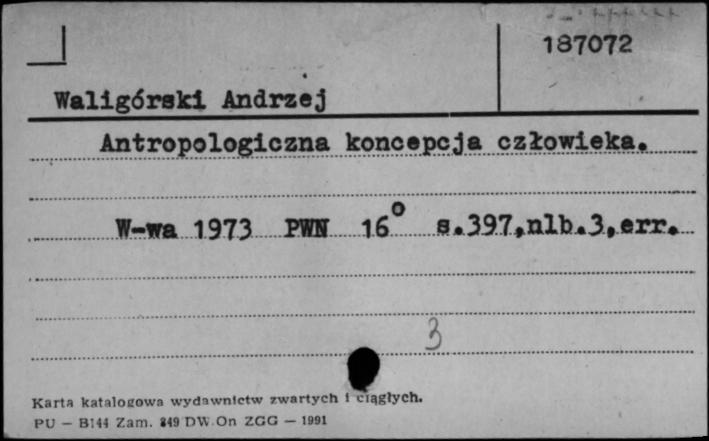 187072
Waligórski Andrzej
Antropologiczna koncepcja człowieka.
W-wa 1973 PWN 16° s.397,nlb.3,err.
3
Karta katalogowa wydawnictw zwartych i ciągłych.
PU — B144 Zam. 849 DW.On ZGG — 1991